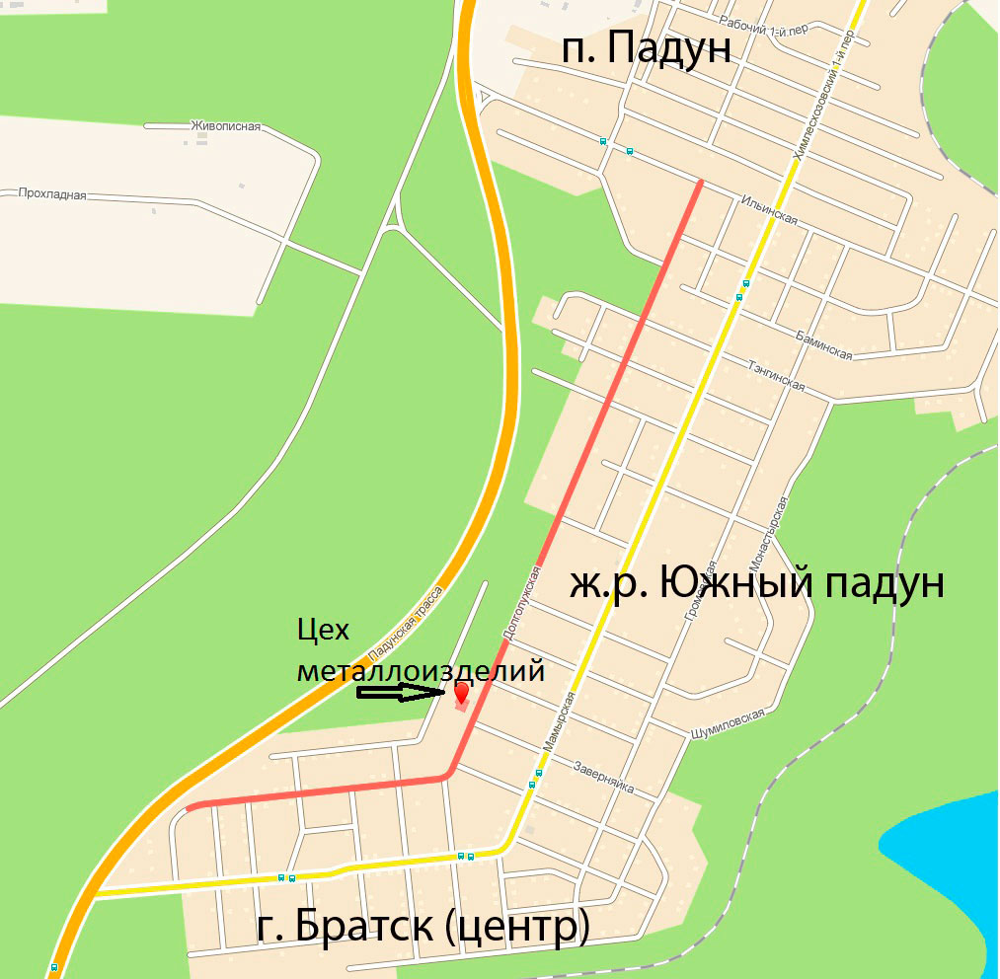 Рабочий 1-й пер
п. Падун
Химлесхозовский 1-й пер
Живописная
Прохладная
Ильинская
Баминская
Тэнгинская
Монастырская
Долголужская
ж.р. Южный падун
Громовская
Падунская трасса
Цех
металлоизделий
Мамырская
Шумиловская
Заверняйка
г. Братск (центр)